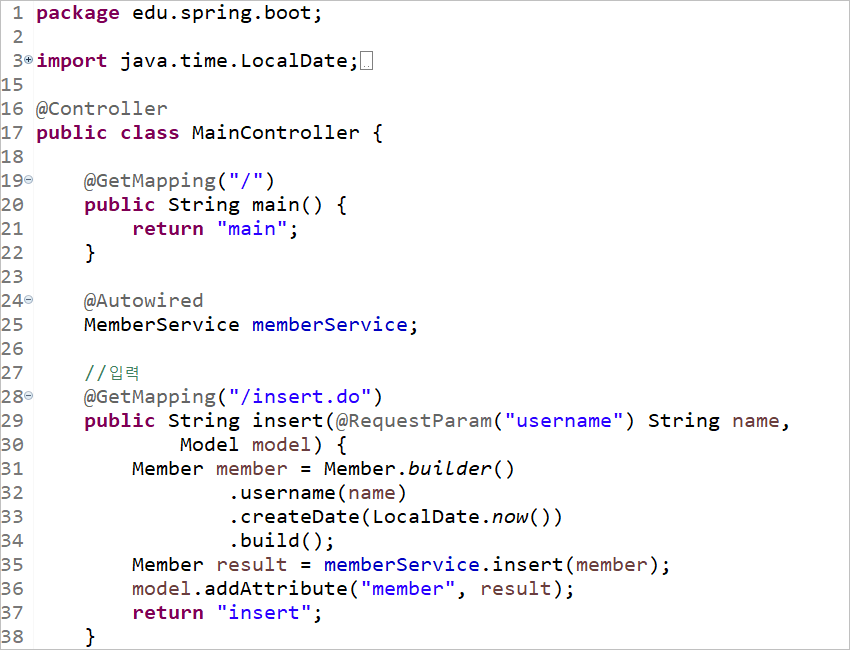 1 package edu.spring.boot;
2
3 import java.time.LocalDate;
15
16 @Controller
17 public class MainController {
18
19 @GetMapping("/")
20 public String main() {
21 return "main";
22 }
23
24 @Autowired
25 MemberService memberService;
26
27 //입력
28 @GetMapping("/insert.do")
29 public String insert(@RequestParam("username") String name,
30 Model model) {
31 Member member = Member.builder()
32 .username(name)
33 .createDate(LocalDate.now())
34 .build();
35 Member result = memberService.insert(member);
36 model.addAttribute("member", result);
37 return "insert";
38 }